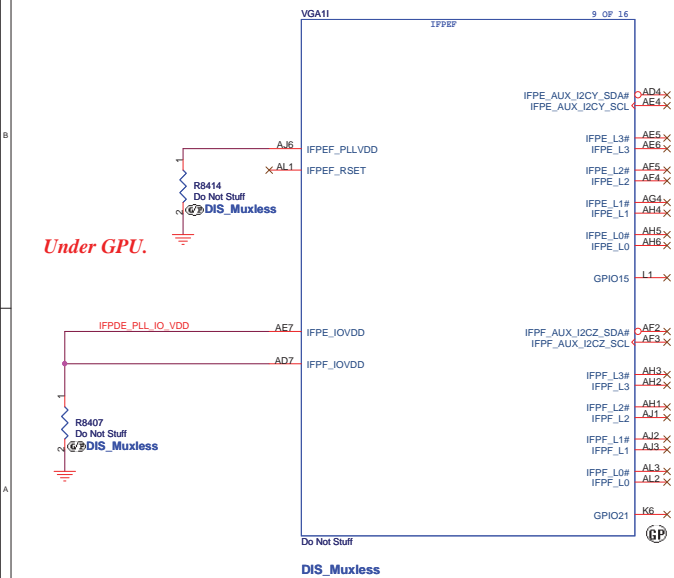 VGA1I
9 OF 16
IFPEF
IFPE_AUX_I2CY_SDA# AD4
IFPE_AUX_I2CY_SCL AE4
B
IFPE_L3# AE5
IFPE_L3 AE6
AJ6 IFPEF_PLLVDD
AL1 IFPEF_RSET
IFPE_L2# AF5
IFPE_L2 AF4
1
R8414
Do Not Stuff
DIS_Muxless
2
IFPE_L1# AG4
IFPE_L1 AH4
IFPE_L0# AH5
IFPE_L0 AH6
Under GPU.
GPIO15 L1
IFPDE_PLL_IO_VDD
AE7 IFPE_IOVDD
IFPF_AUX_I2CZ_SDA# AF2
IFPF_AUX_I2CZ_SCL AF3
AD7 IFPF_IOVDD
IFPF_L3# AH3
IFPF_L3 AH2
1
IFPF_L2# AH1
IFPF_L2 AJ1
R8407
Do Not Stuff
DIS_Muxless
2
IFPF_L1# AJ2
IFPF_L1 AJ3
IFPF_L0# AL3
IFPF_L0 AL2
A
GPIO21 K6
GP
Do Not Stuff
DIS_Muxless